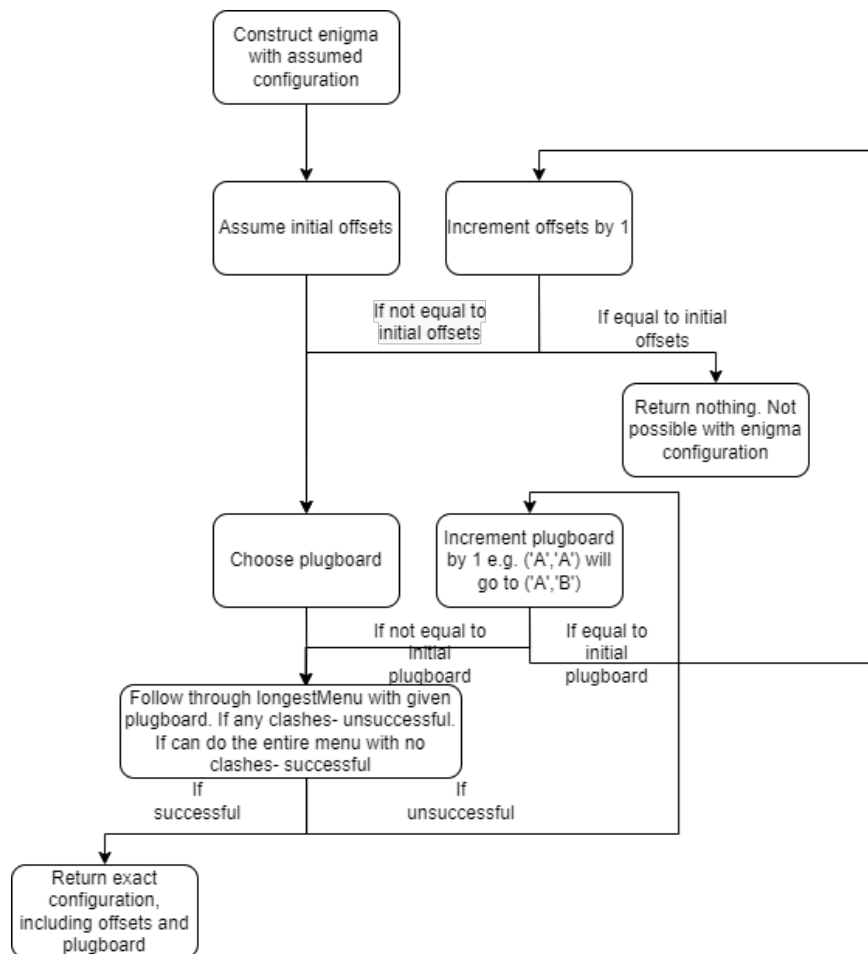 Construct enigma
with assumed
configuration
Assume initial offsets
Increment offsets by 1
If not equal to
initial offsets
If equal to initial
offsets
Return nothing. Not
possible with enigma
configuration
Choose plugboard
Increment plugboard
by 1 e.g. ('A','A') will
go to ('A','B')
If not equal to
initial
plugboard
If equal to
initial
plugboard
Follow through longestMenu with given
plugboard. If any clashes- unsuccessful.
If can do the entire menu with no
clashes- successful
If
successful
If
unsuccessful
Return exact
configuration,
including offsets and
plugboard